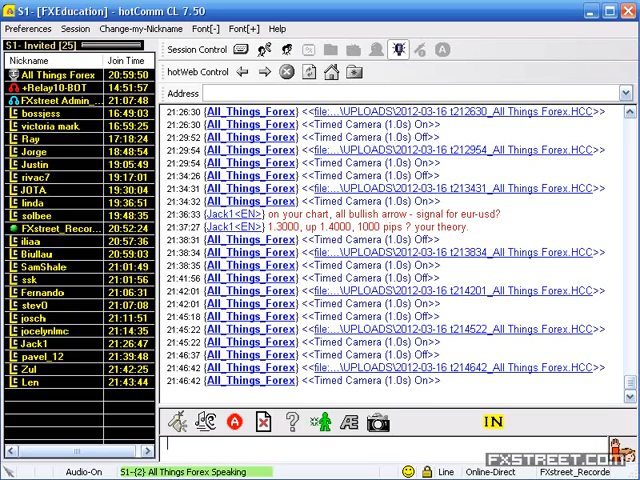 S1- [FXEducation] - hotComm CL 7.50
Preferences Session Change-my-Nickname Font[-] Font[+] Help
S1- Invited [25]
Session Control
Nickname Join Time
hotWeb Control
Address
All Things Forex 20:59:50
+Relay10-BOT 14:51:57
FXstreet Admin_... 21:07:48
bossjess 16:49:03
victoria mark 16:59:25
Ray 17:18:24
Jorge 18:49:54
Justin 19:05:49
rivac7 19:17:01
JOTA 19:30:04
linda 19:36:51
solbee 19:48:35
FXstreet_Recor... 20:52:24
iliaa 20:57:36
Biullau 20:59:03
SamShale 21:01:49
ssk 21:01:56
Fernando 21:06:31
stev0 21:07:08
josch 21:11:51
jocelynlmc 21:14:35
Jack1 21:26:47
pavel_12 21:39:48
Zul 21:42:25
Len 21:43:44
21:26:30 {All_Things_Forex} <<file:...\UPLOADS\2012-03-16 t212630_All Things Forex.HCC>>
21:26:30 {All_Things_Forex} <<Timed Camera (1.0s) On>>
21:29:52 {All_Things_Forex} <<Timed Camera (1.0s) Off>>
21:29:54 {All_Things_Forex} <<file:...\UPLOADS\2012-03-16 t212954_All Things Forex.HCC>>
21:29:54 {All_Things_Forex} <<Timed Camera (1.0s) On>>
21:34:26 {All_Things_Forex} <<Timed Camera (1.0s) Off>>
21:34:31 {All_Things_Forex} <<file:...\UPLOADS\2012-03-16 t213431_All Things Forex.HCC>>
21:34:32 {All_Things_Forex} <<Timed Camera (1.0s) On>>
21:36:33 {Jack1<EN>} on your chart, all bullish arrow - signal for eur-usd?
21:37:27 {Jack1<EN>} 1.3000, up 1.4000, 1000 pips ? your theory.
21:38:31 {All_Things_Forex} <<Timed Camera (1.0s) Off>>
21:38:34 {All_Things_Forex} <<file:...\UPLOADS\2012-03-16 t213834_All Things Forex.HCC>>
21:38:35 {All_Things_Forex} <<Timed Camera (1.0s) On>>
21:41:56 {All_Things_Forex} <<Timed Camera (1.0s) Off>>
21:42:01 {All_Things_Forex} <<file:...\UPLOADS\2012-03-16 t214201_All Things Forex.HCC>>
21:42:01 {All_Things_Forex} <<Timed Camera (1.0s) On>>
21:45:18 {All_Things_Forex} <<Timed Camera (1.0s) Off>>
21:45:22 {All_Things_Forex} <<file:...\UPLOADS\2012-03-16 t214522_All Things Forex.HCC>>
21:45:22 {All_Things_Forex} <<Timed Camera (1.0s) On>>
21:46:37 {All_Things_Forex} <<Timed Camera (1.0s) Off>>
21:46:42 {All_Things_Forex} <<file:...\UPLOADS\2012-03-16 t214642_All Things Forex.HCC>>
21:46:42 {All_Things_Forex} <<Timed Camera (1.0s) On>>
A ? Æ IN
FXSTREET.COM
Audio-On S1-{2} All Things Forex Speaking Line Online-Direct FXstreet_Recorde